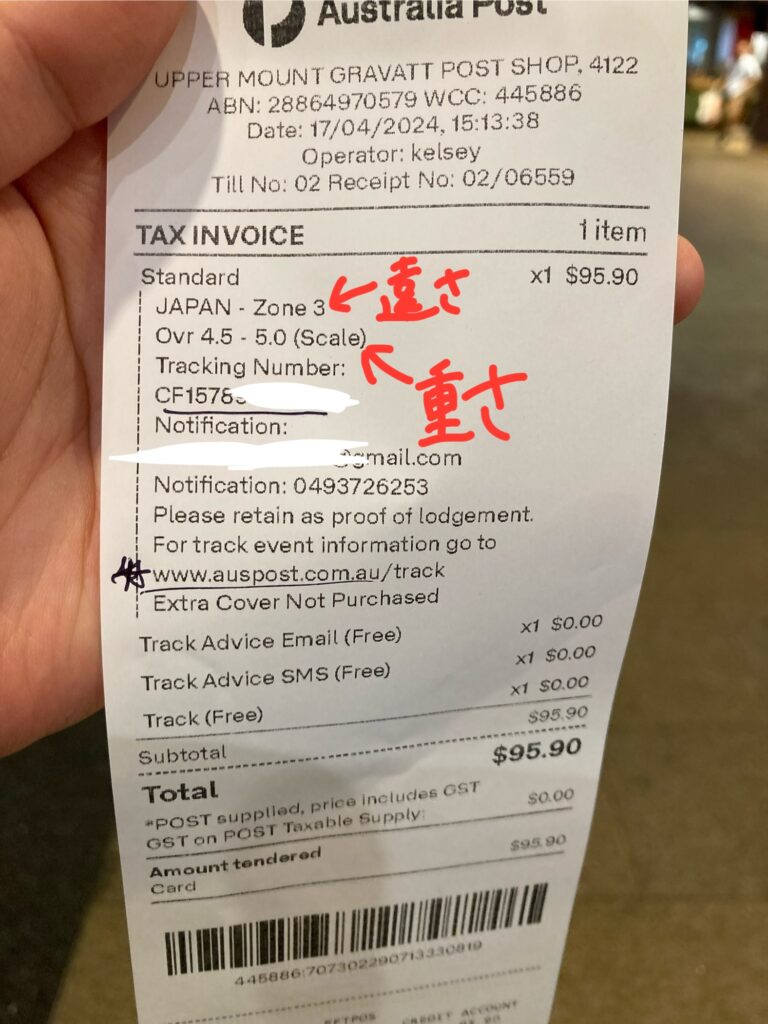 Australia Post
UPPER MOUNT GRAVATT POST SHOP, 4122
ABN: 28864970579 WCC: 445886
Date: 17/04/2024, 15:13:38
Operator: kelsey
Till No: 02 Receipt No: 02/06559
TAX INVOICE 1 item
Standard x1 $95.90
JAPAN - Zone 3 遠さ
Ovr 4.5 - 5.0 (Scale)
重さ
Tracking Number:
CF1578
Notification:
@gmail.com
Notification: 0493726253
Please retain as proof of lodgement.
For track event information go to
www.auspost.com.au/track
Extra Cover Not Purchased
Track Advice Email (Free) x1 $0.00
Track Advice SMS (Free) x1 $0.00
Track (Free) x1 $0.00
Subtotal $95.90
Total $95.90
*POST supplied, price includes GST
GST on POST Taxable Supply: $0.00
Amount tendered
Card $95.90
445886:7073022907133330819
CREDIT ACCOUNT